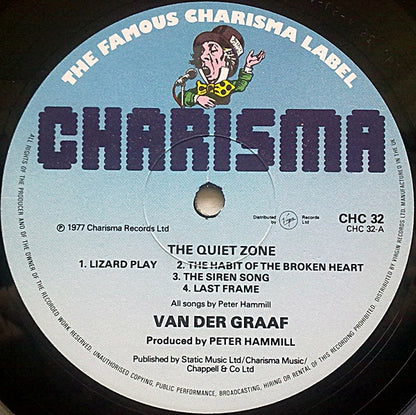 THE FAMOUS CHARISMA LABEL
CHARISMA
℗ 1977 Charisma Records Ltd
Distributed by Virgin Records Ltd
CHC 32
CHC 32-A
THE QUIET ZONE
1. LIZARD PLAY 2. THE HABIT OF THE BROKEN HEART
3. THE SIREN SONG
4. LAST FRAME
All songs by Peter Hammill
VAN DER GRAAF
Produced by PETER HAMMILL
Published by Static Music Ltd/Charisma Music/
Chappell & Co Ltd
ALL RIGHTS OF THE PRODUCER AND OF THE OWNER OF THE RECORDED WORK RESERVED. UNAUTHORISED COPYING, PUBLIC PERFORMANCE, BROADCASTING, HIRING OR RENTAL OF THIS RECORDING PROHIBITED. DISTRIBUTED BY VIRGIN RECORDS LTD. MANUFACTURED IN THE